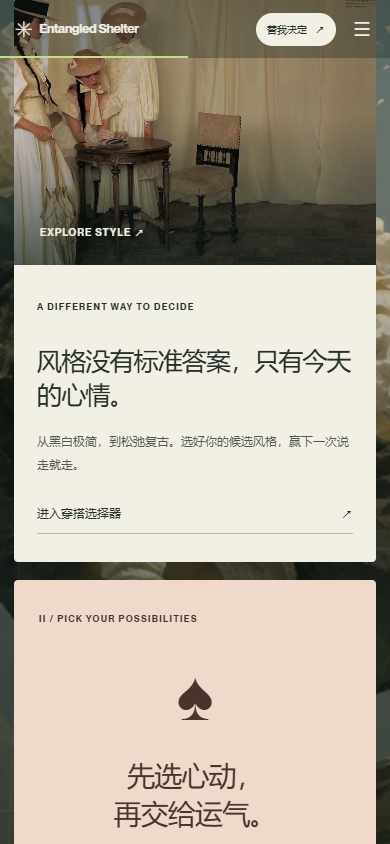 Entangled Shelter
替我决定 ↗
EXPLORE STYLE ↗
A DIFFERENT WAY TO DECIDE
风格没有标准答案，只有今天
的心情。
从黑白极简，到松弛复古。选好你的候选风格，赢下一次说
走就走。
进入穿搭选择器 ↗
II / PICK YOUR POSSIBILITIES
先选心动，
再交给运气。